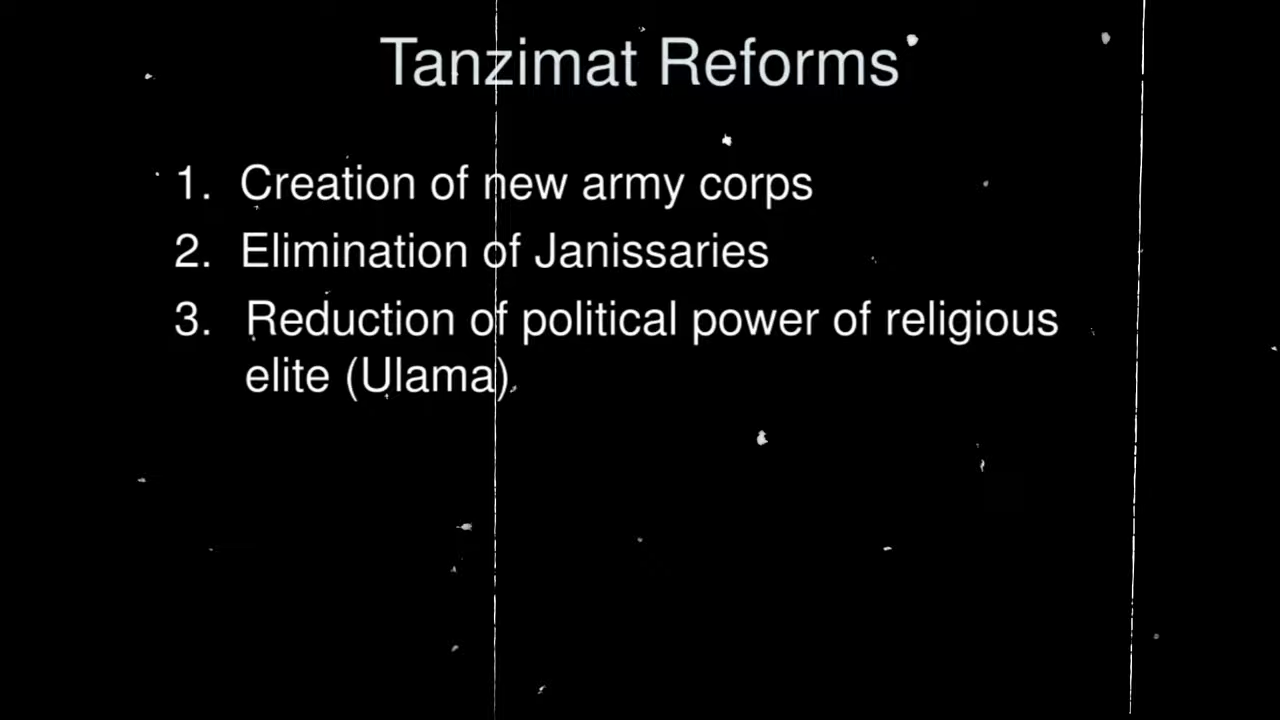 Tanzimat Reforms
1. Creation of new army corps
2. Elimination of Janissaries
3. Reduction of political power of religious
elite (Ulama)